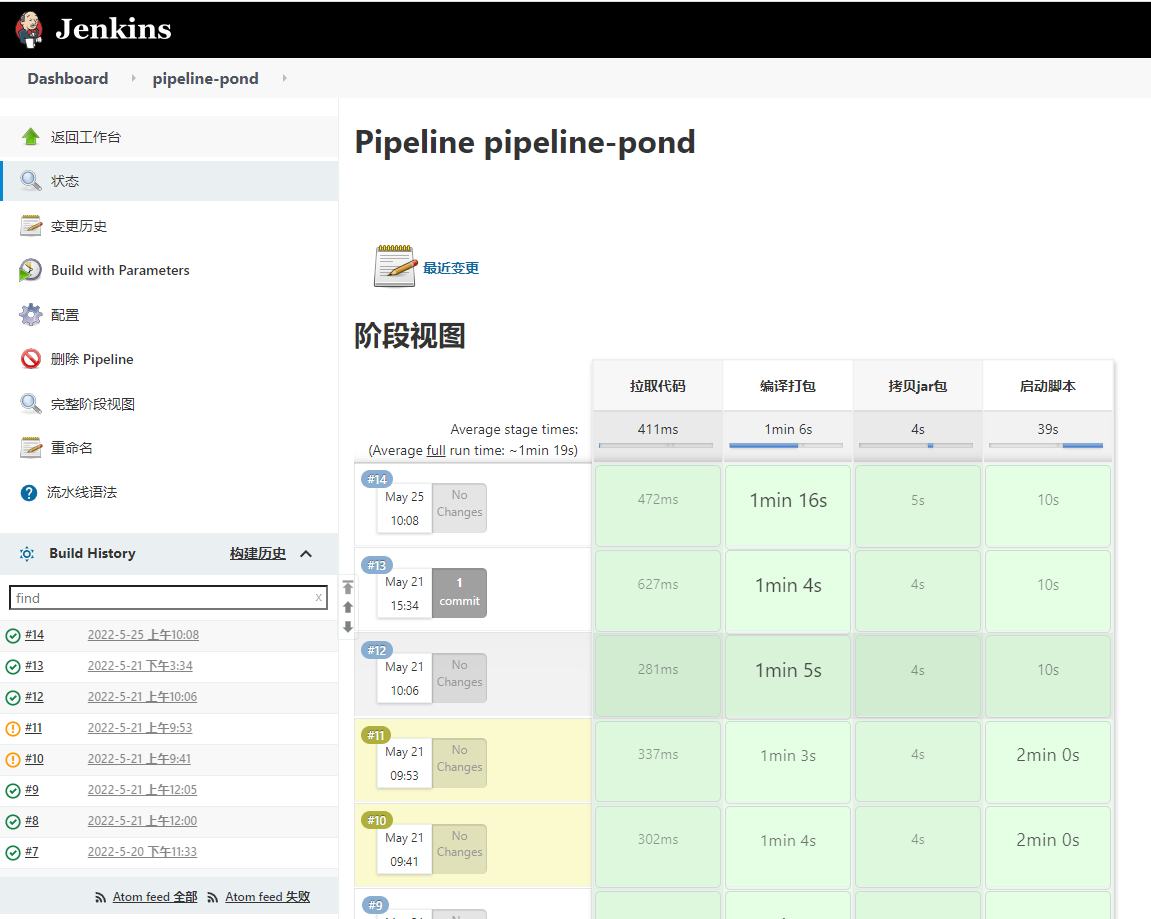 Jenkins
Dashboard pipeline-pond
返回工作台
状态
变更历史
Build with Parameters
配置
删除 Pipeline
完整阶段视图
重命名
流水线语法
Build History 构建历史
find x
#14 2022-5-25 上午10:08
#13 2022-5-21 下午3:34
#12 2022-5-21 上午10:06
#11 2022-5-21 上午9:53
#10 2022-5-21 上午9:41
#9 2022-5-21 上午12:05
#8 2022-5-21 上午12:00
#7 2022-5-20 下午11:33
Atom feed 全部 Atom feed 失败
Pipeline pipeline-pond
最近变更
阶段视图
拉取代码 编译打包 拷贝jar包 启动脚本
Average stage times: 411ms 1min 6s 4s 39s
(Average full run time: ~1min 19s)
#14
May 25 No
10:08 Changes
472ms 1min 16s 5s 10s
#13
May 21 1
15:34 commit
627ms 1min 4s 4s 10s
#12
May 21 No
10:06 Changes
281ms 1min 5s 4s 10s
#11
May 21 No
09:53 Changes
337ms 1min 3s 4s 2min 0s
#10
May 21 No
09:41 Changes
302ms 1min 4s 4s 2min 0s
#9